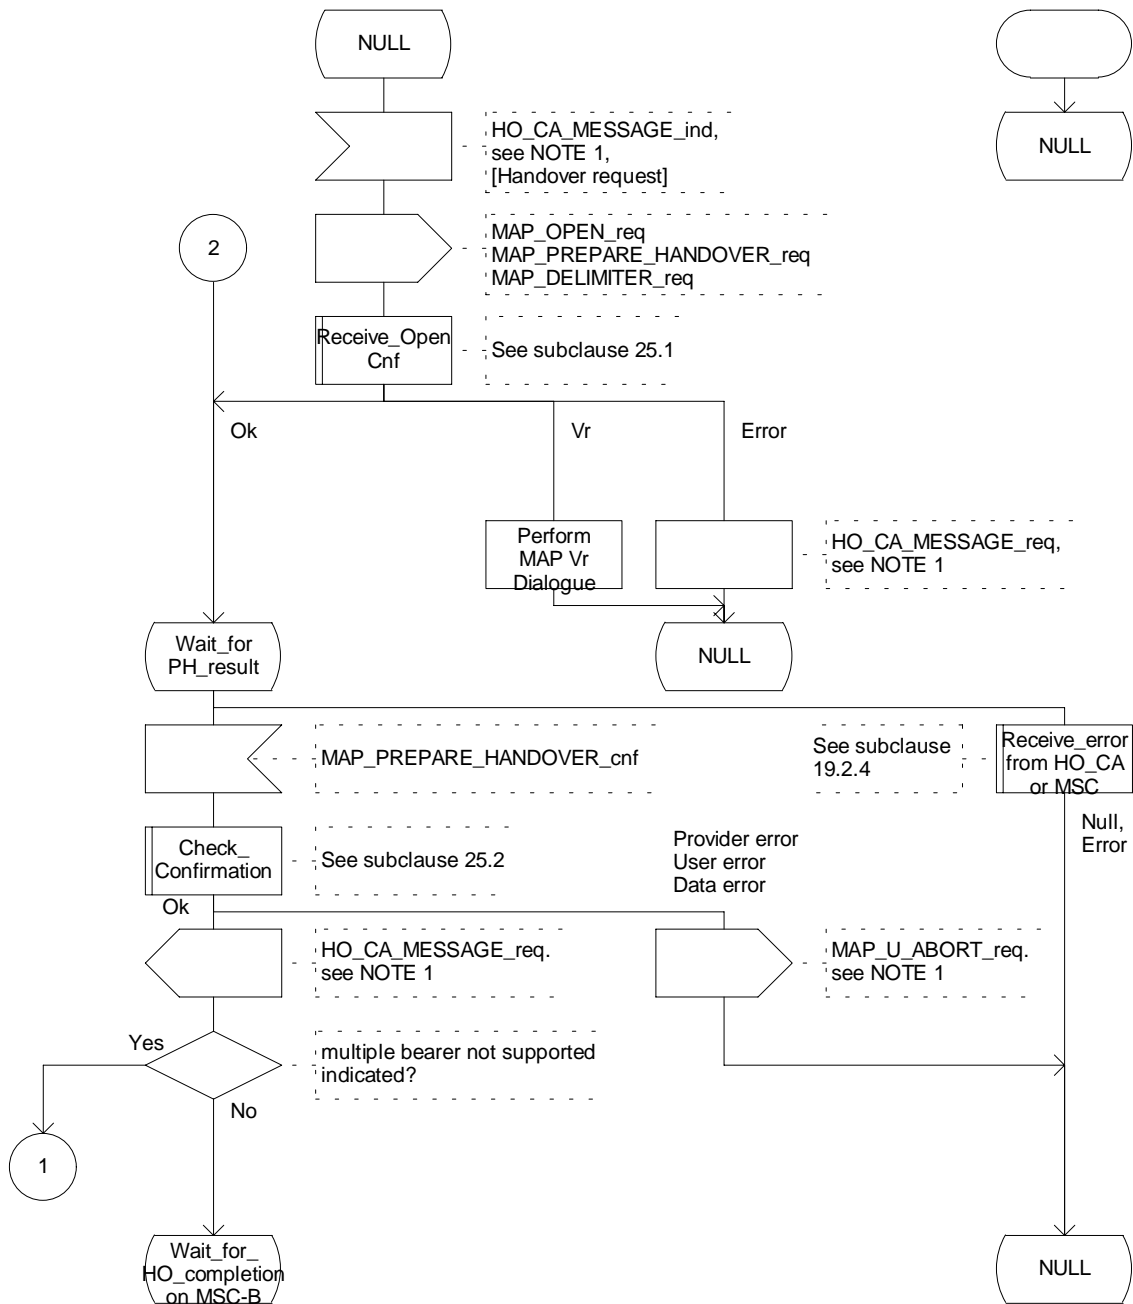 NULL
HO_CA_MESSAGE_ind,
see NOTE 1,
[Handover request]
NULL
2
MAP_OPEN_req
MAP_PREPARE_HANDOVER_req
MAP_DELIMITER_req
Receive_Open
Cnf
See subclause 25.1
Ok
Vr
Error
Perform
MAP Vr
Dialogue
HO_CA_MESSAGE_req,
see NOTE 1
Wait_for
PH_result
NULL
MAP_PREPARE_HANDOVER_cnf
See subclause
19.2.4
Receive_error
from HO_CA
or MSC
Null,
Error
Check_
Confirmation
See subclause 25.2
Provider error
User error
Data error
Ok
HO_CA_MESSAGE_req.
see NOTE 1
MAP_U_ABORT_req.
see NOTE 1
Yes
multiple bearer not supported
indicated?
No
1
Wait_for_
HO_completion
on MSC-B
NULL